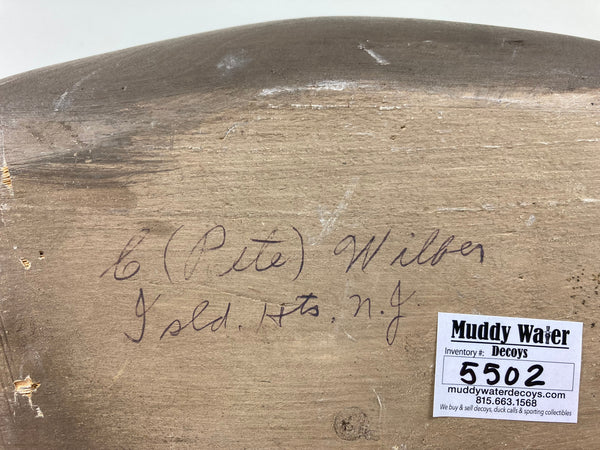 C (Pete) Wilber
Isld. Hts. N.J.
Muddy Water
Inventory #: Decoys
5502
muddywaterdecoys.com
815.663.1568
We buy & sell decoys, duck calls & sporting collectibles